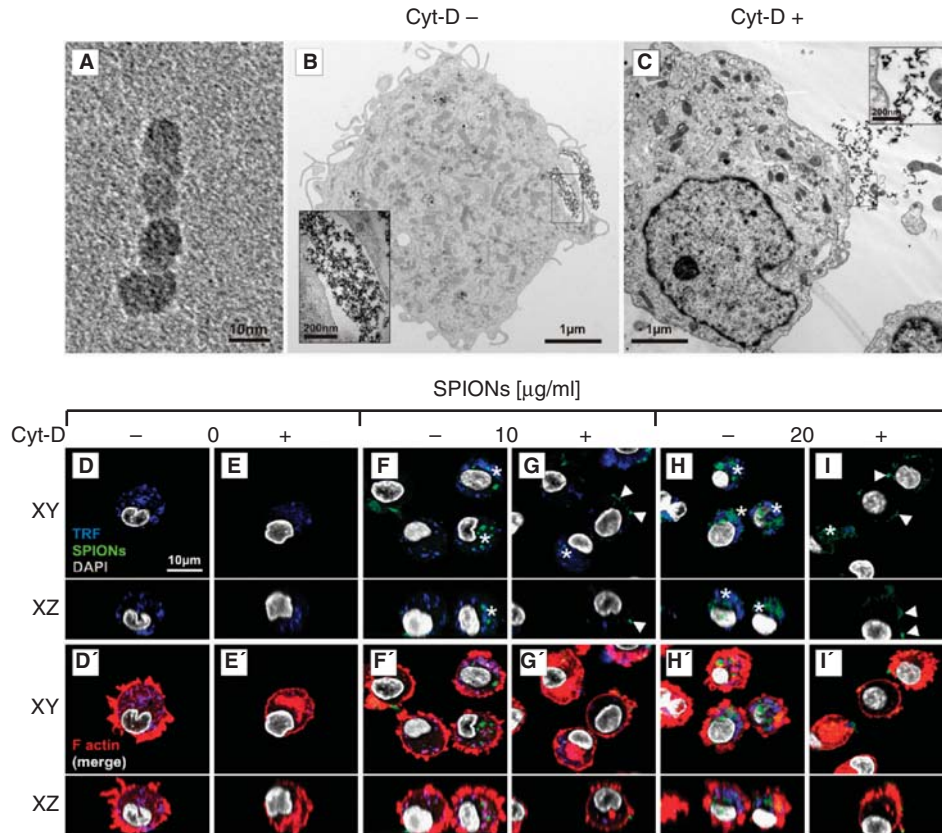 Cyt-D – Cyt-D +
A B C
200nm
200nm
10nm 1µm 1µm
SPIONs [µg/ml]
Cyt-D – 0 + – 10 + – 20 +
D E F G H I
XY
TRF
SPIONs
DAPI 10µm
XZ
D´ E´ F´ G´ H´ I´
XY
F actin
(merge)
XZ